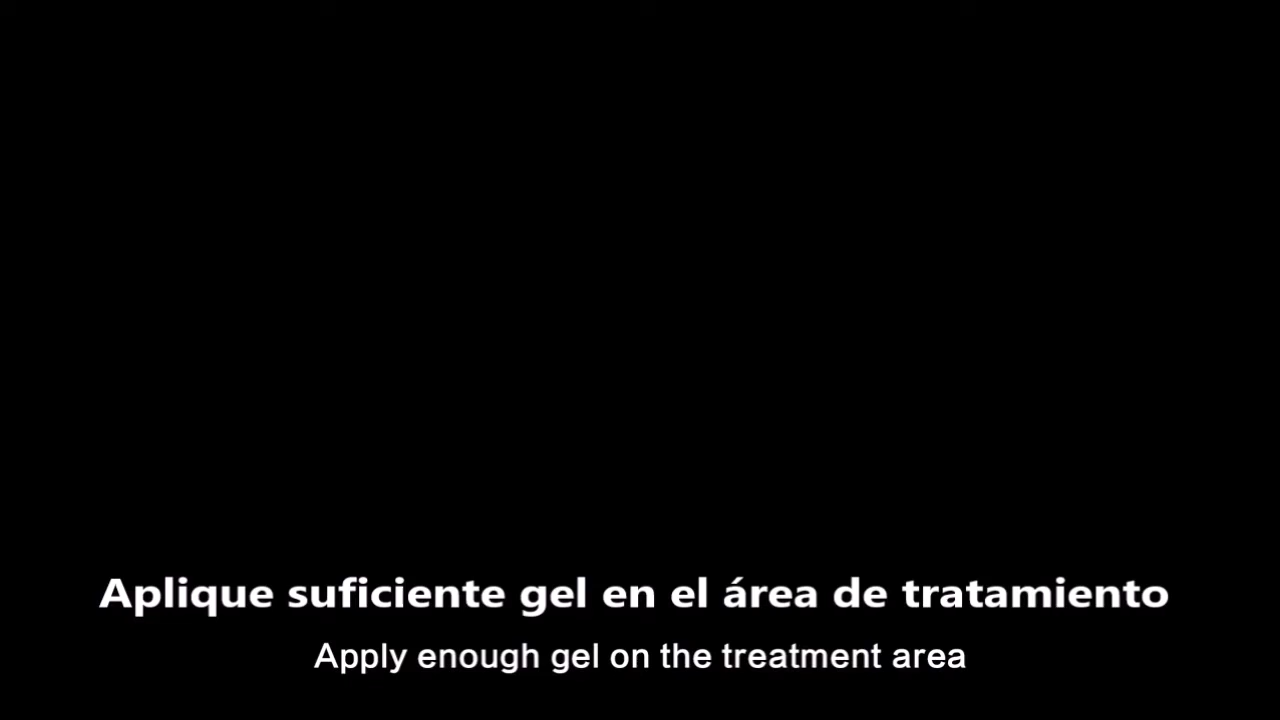 Aplique suficiente gel en el área de tratamiento
Apply enough gel on the treatment area